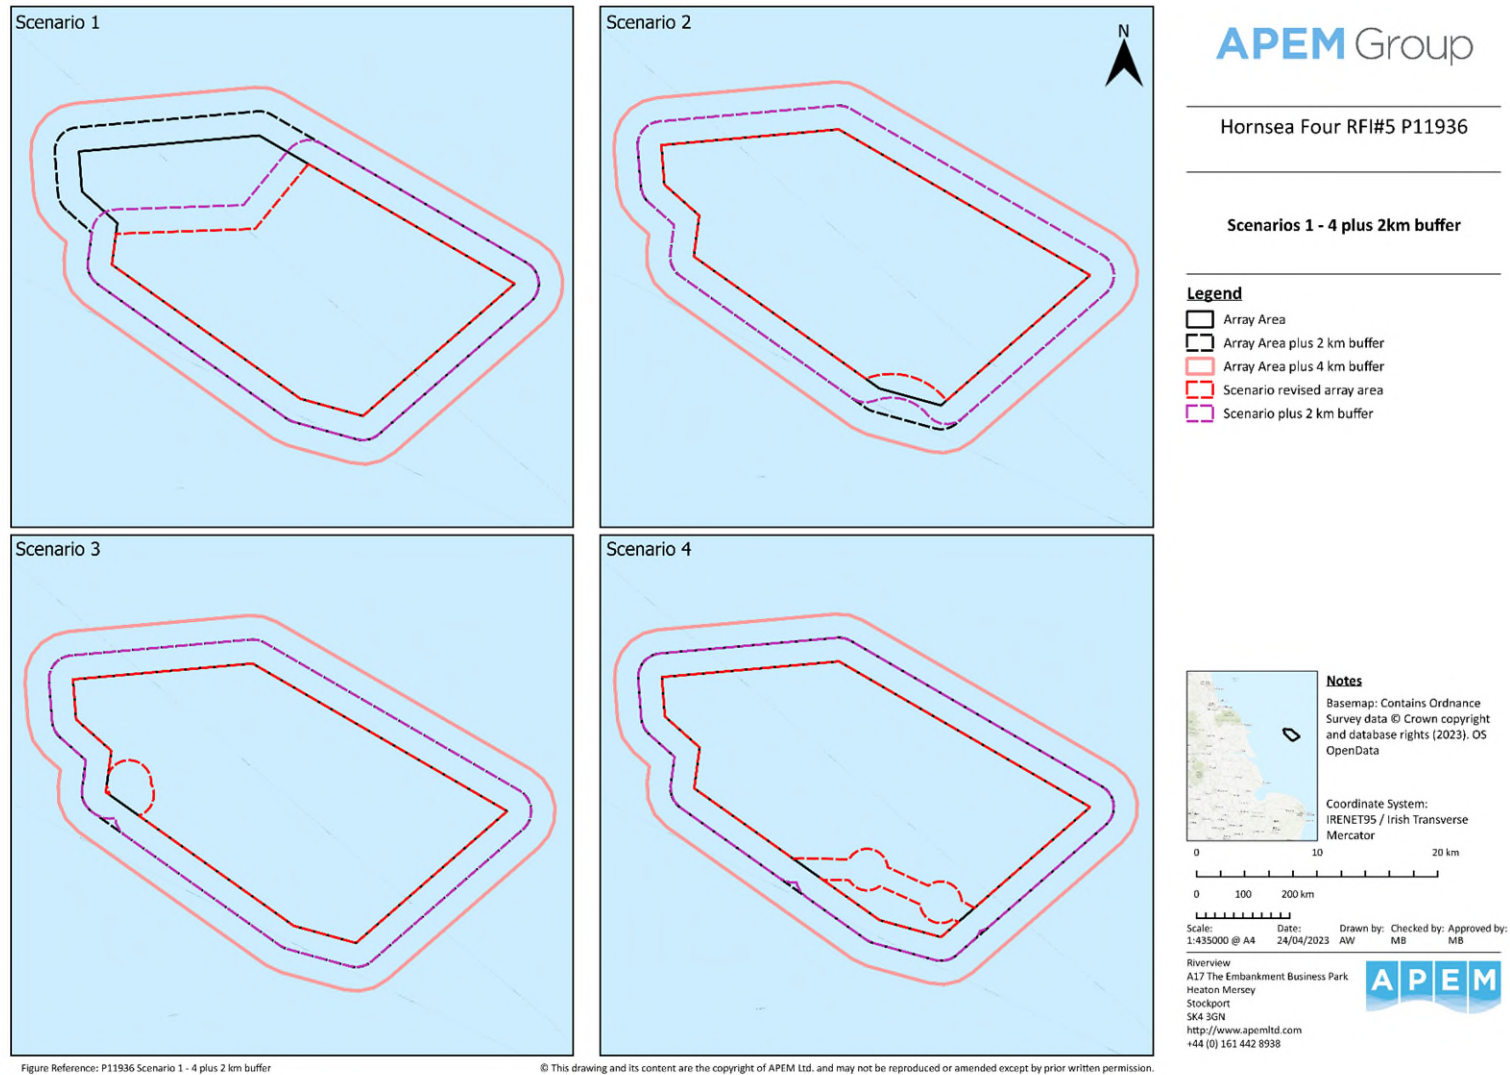 Scenario 1
Scenario 2
N
Scenario 3
Scenario 4
APEM Group
Hornsea Four RFI#5 P11936
Scenarios 1 - 4 plus 2km buffer
Legend
Array Area
Array Area plus 2 km buffer
Array Area plus 4 km buffer
Scenario revised array area
Scenario plus 2 km buffer
Notes
Basemap: Contains Ordnance
Survey data © Crown copyright
and database rights (2023). OS
OpenData
Coordinate System:
IRENET95 / Irish Transverse
Mercator
0 10 20 km
0 100 200 km
Scale: Date: Drawn by: Checked by: Approved by:
1:435000 @ A4 24/04/2023 AW MB MB
Riverview
A17 The Embankment Business Park
Heaton Mersey
Stockport
SK4 3GN
http://www.apemltd.com
+44 (0) 161 442 8938
APEM
Figure Reference: P11936 Scenario 1 - 4 plus 2 km buffer
© This drawing and its content are the copyright of APEM Ltd. and may not be reproduced or amended except by prior written permission.